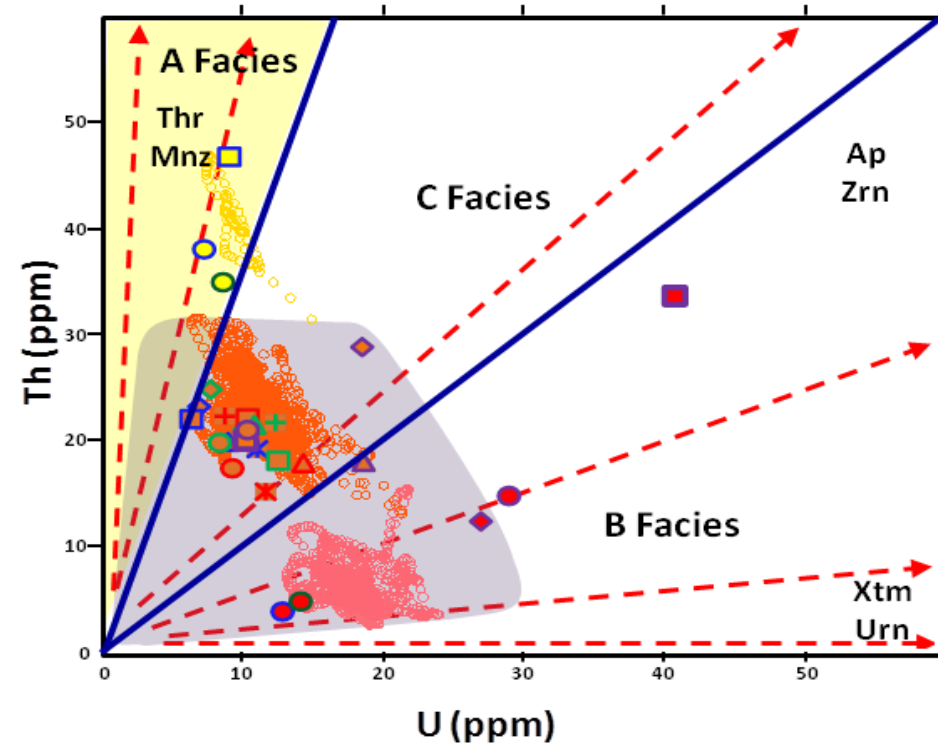 A Facies
Thr
Mnz
C Facies
Ap
Zrn
B Facies
Xtm
Urn
Th (ppm)
50
40
30
20
10
0
0
10
20
30
40
50
U (ppm)